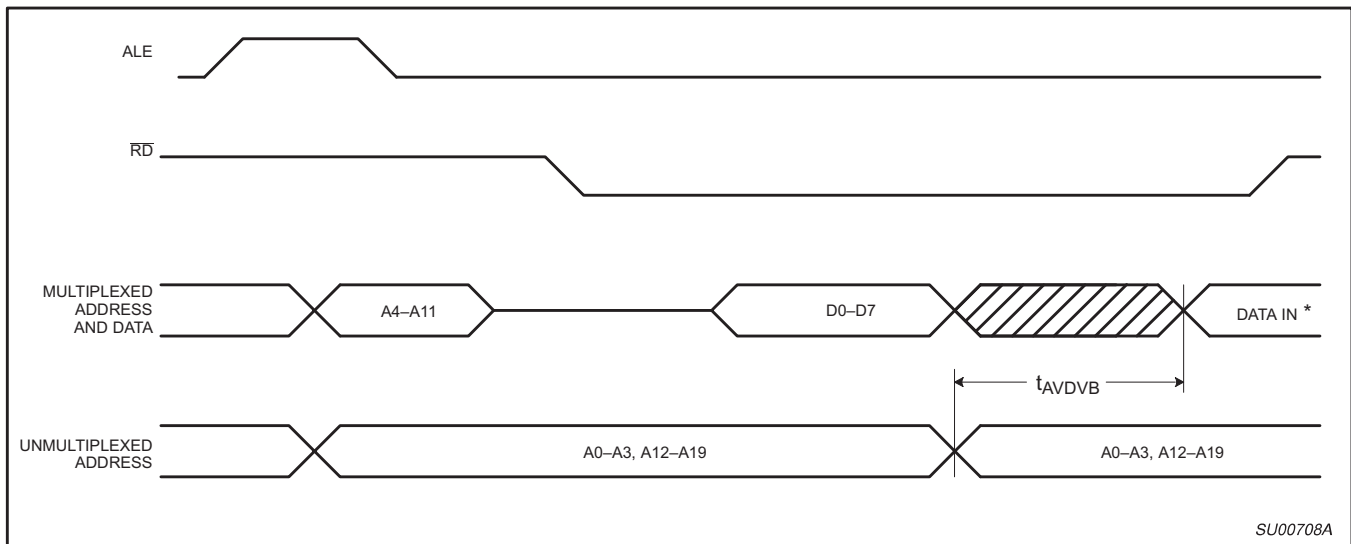 ALE
RD
MULTIPLEXED
ADDRESS
AND DATA
A4–A11
D0–D7
DATA IN *
tAVDVB
UNMULTIPLEXED
ADDRESS
A0–A3, A12–A19
A0–A3, A12–A19
SU00708A